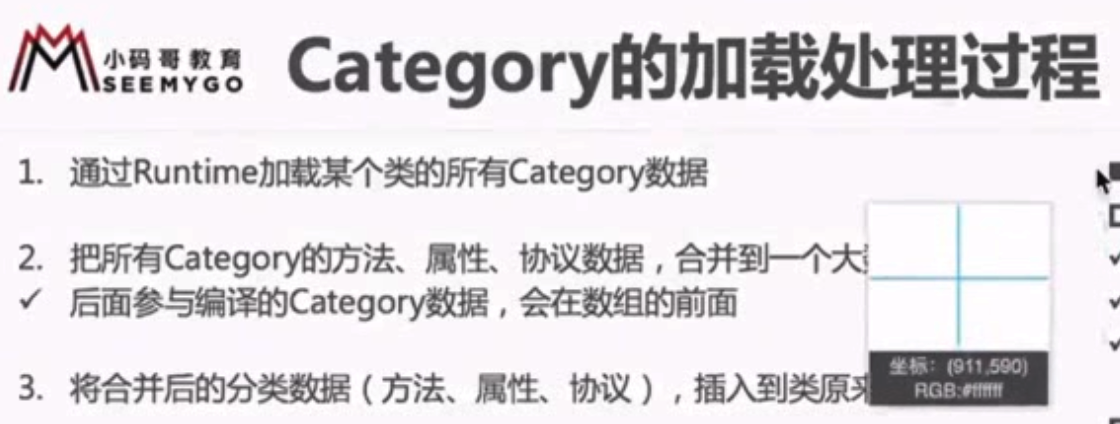 小码哥教育
SEEMYGO
Category的加载处理过程
1. 通过Runtime加载某个类的所有Category数据
2. 把所有Category的方法、属性、协议数据，合并到一个大
✓ 后面参与编译的Category数据，会在数组的前面
3. 将合并后的分类数据（方法、属性、协议），插入到类原来
坐标: (911,590)
RGB:#ffffff